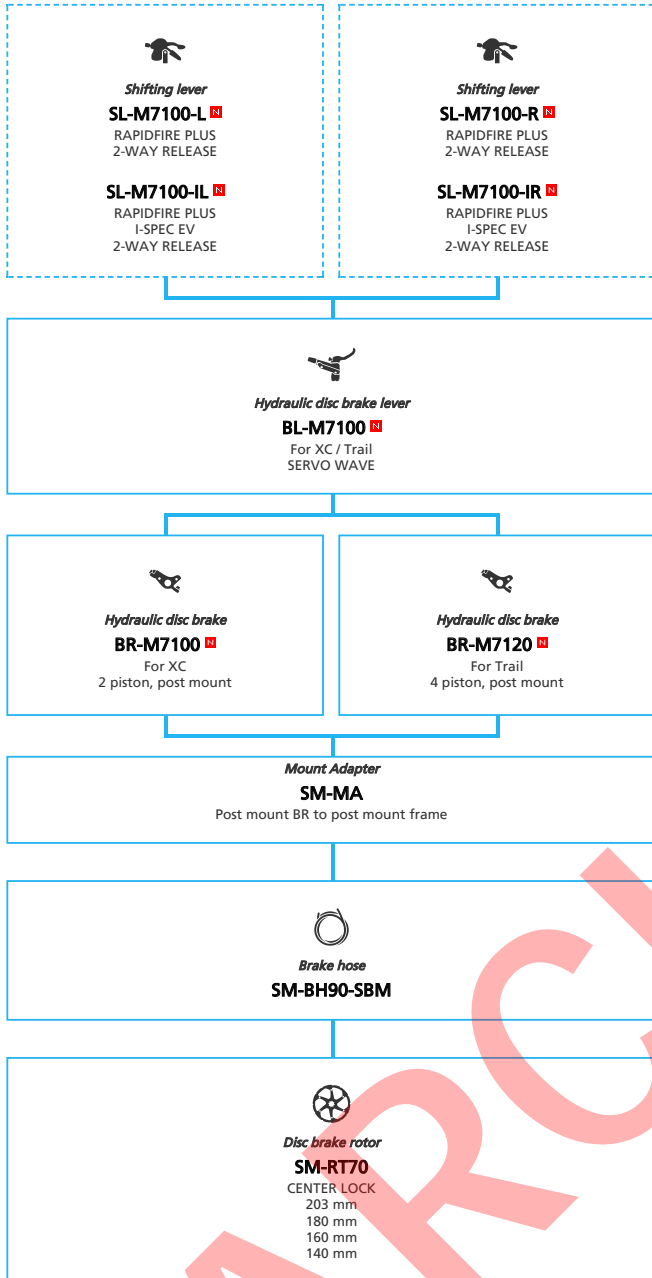 Shifting lever
SL-M7100-L N
RAPIDFIRE PLUS
2-WAY RELEASE
SL-M7100-IL N
RAPIDFIRE PLUS
I-SPEC EV
2-WAY RELEASE
Shifting lever
SL-M7100-R N
RAPIDFIRE PLUS
2-WAY RELEASE
SL-M7100-IR N
RAPIDFIRE PLUS
I-SPEC EV
2-WAY RELEASE
Hydraulic disc brake lever
BL-M7100 N
For XC / Trail
SERVO WAVE
Hydraulic disc brake
BR-M7100 N
For XC
2 piston, post mount
Hydraulic disc brake
BR-M7120 N
For Trail
4 piston, post mount
Mount Adapter
SM-MA
Post mount BR to post mount frame
Brake hose
SM-BH90-SBM
Disc brake rotor
SM-RT70
CENTER LOCK
203 mm
180 mm
160 mm
140 mm